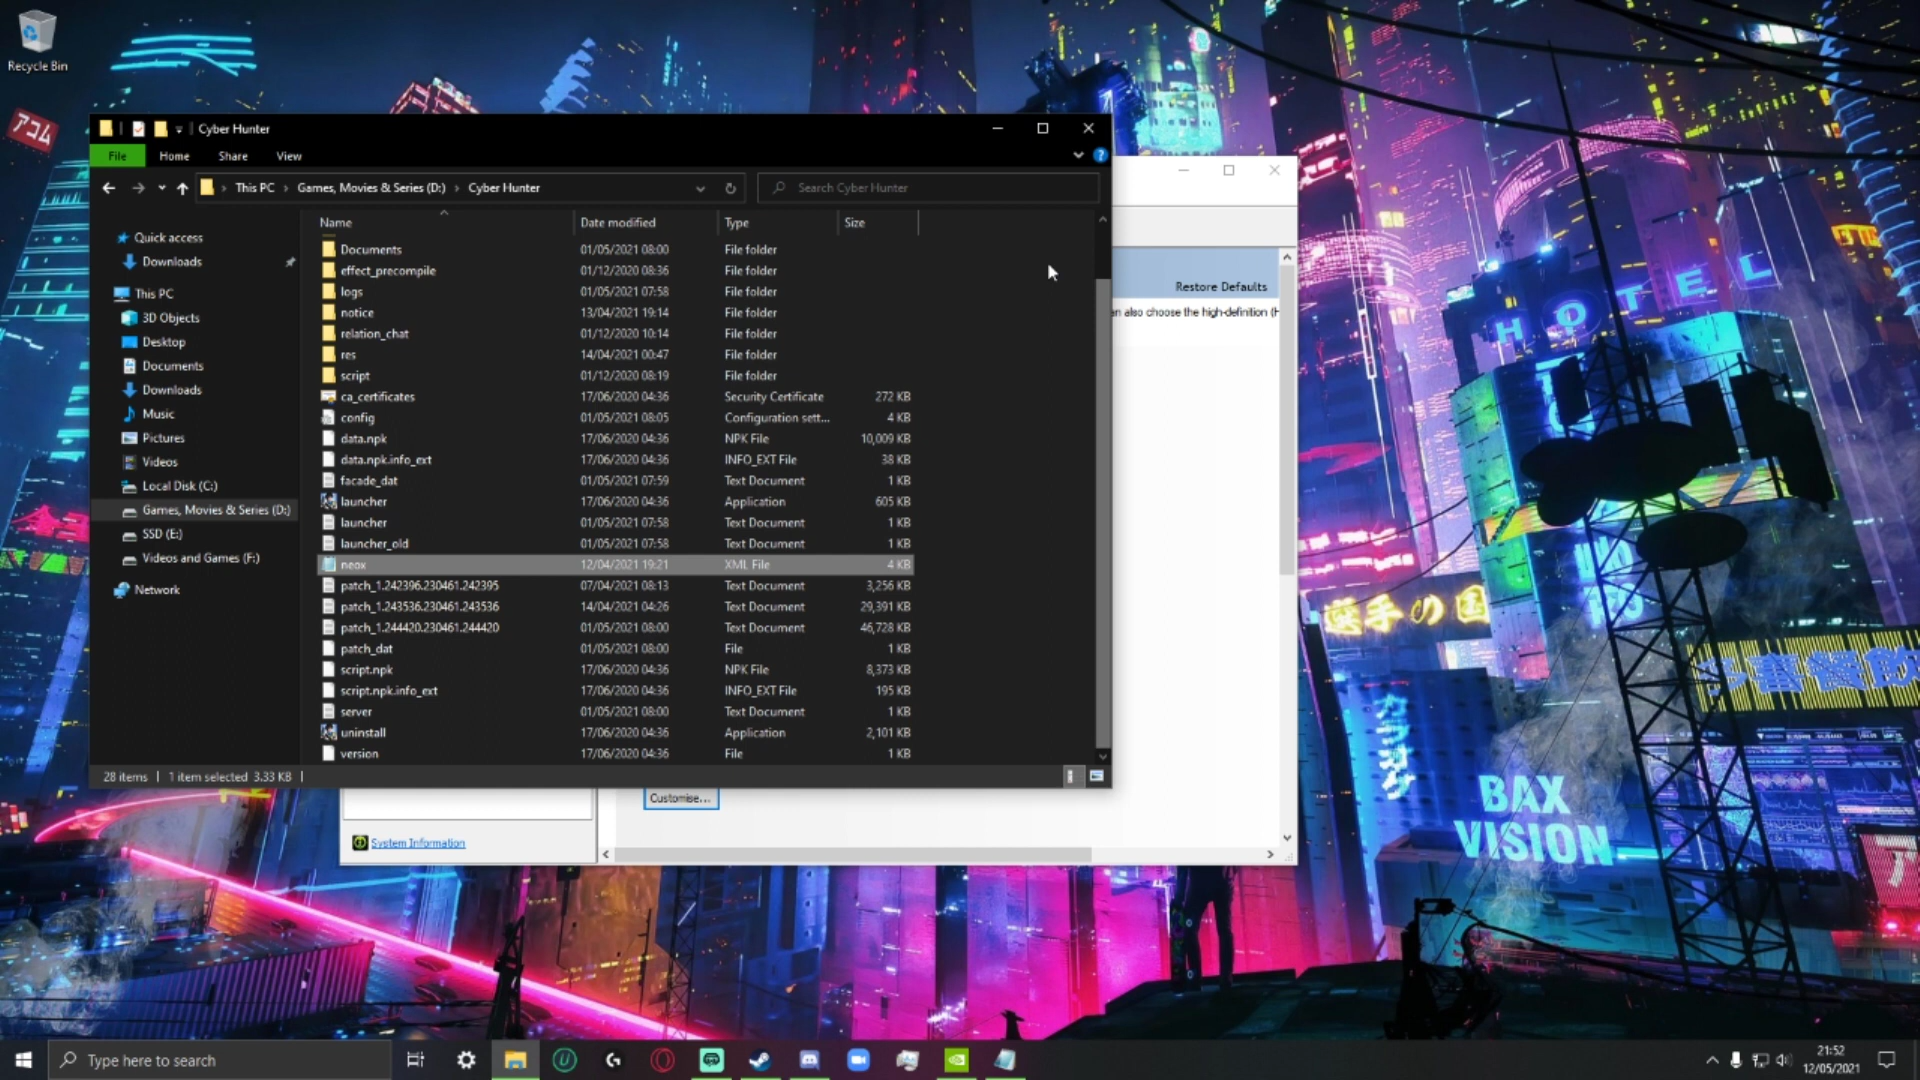 Recycle Bin
アコム
Cyber Hunter
File
Home
Share
View
This PC > Games, Movies & Series (D:) > Cyber Hunter
Search Cyber Hunter
Name
Date modified
Type
Size
Quick access
Downloads
This PC
3D Objects
Desktop
Documents
Downloads
Music
Pictures
Videos
Local Disk (C:)
Games, Movies & Series (D:)
SSD (E:)
Videos and Games (F:)
Network
Documents 01/05/2021 08:00 File folder
effect_precompile 01/12/2020 08:36 File folder
logs 01/05/2021 07:58 File folder
notice 13/04/2021 19:14 File folder
relation_chat 01/12/2020 10:14 File folder
res 14/04/2021 00:47 File folder
script 01/12/2020 08:19 File folder
ca_certificates 17/06/2020 04:36 Security Certificate 272 KB
config 01/05/2021 08:05 Configuration sett... 4 KB
data.npk 17/06/2020 04:36 NPK File 10,009 KB
data.npk.info_ext 17/06/2020 04:36 INFO_EXT File 38 KB
facade_dat 01/05/2021 07:59 Text Document 1 KB
launcher 17/06/2020 04:36 Application 605 KB
launcher 01/05/2021 07:58 Text Document 1 KB
launcher_old 01/05/2021 07:58 Text Document 1 KB
neox 12/04/2021 19:21 XML File 4 KB
patch_1.242396.230461.242395 07/04/2021 08:13 Text Document 3,256 KB
patch_1.243536.230461.243536 14/04/2021 04:26 Text Document 29,391 KB
patch_1.244420.230461.244420 01/05/2021 08:00 Text Document 46,728 KB
patch_dat 01/05/2021 08:00 File 1 KB
script.npk 17/06/2020 04:36 NPK File 8,373 KB
script.npk.info_ext 17/06/2020 04:36 INFO_EXT File 195 KB
server 01/05/2021 08:00 Text Document 1 KB
uninstall 17/06/2020 04:36 Application 2,101 KB
version 17/06/2020 04:36 File 1 KB
28 items | 1 item selected 3.33 KB |
Restore Defaults
an also choose the high-definition (H
Customise...
System Information
HOTEL
選手の国
BAX
VISION
Type here to search
21:52
12/05/2021